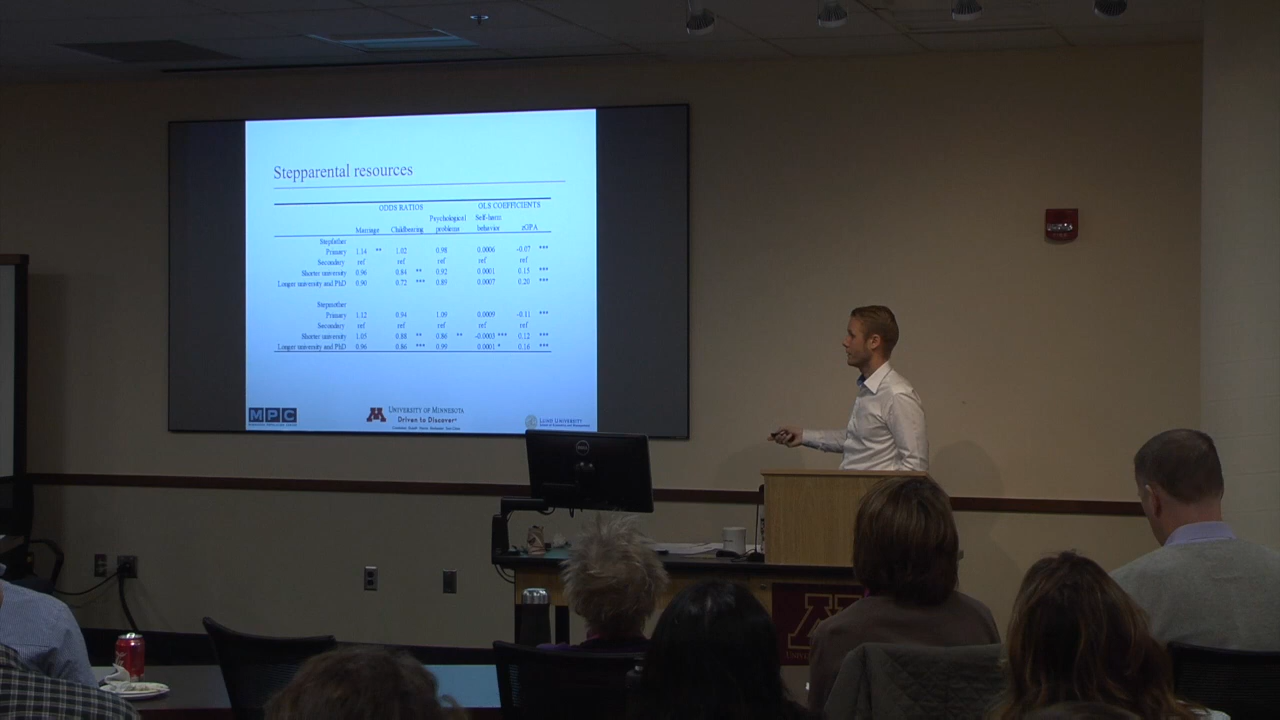 Stepparental resources
ODDS RATIOS OLS COEFFICIENTS
Psychological Self-harm
Marriage Childbearing problems behavior zGPA
Stepfather
Primary 1.14 ** 1.02 0.98 0.0006 -0.07 ***
Secondary ref ref ref ref ref
Shorter university 0.96 0.84 ** 0.92 0.0001 0.15 ***
Longer university and PhD 0.90 0.72 *** 0.89 0.0007 0.20 ***
Stepmother
Primary 1.12 0.94 1.09 0.0009 -0.11 ***
Secondary ref ref ref ref ref
Shorter university 1.05 0.88 ** 0.86 ** -0.0003 *** 0.12 ***
Longer university and PhD 0.96 0.86 *** 0.99 0.0001 * 0.16 ***
MPC
M UNIVERSITY OF MINNESOTA
Driven to Discover
LUND UNIVERSITY
DELL
M